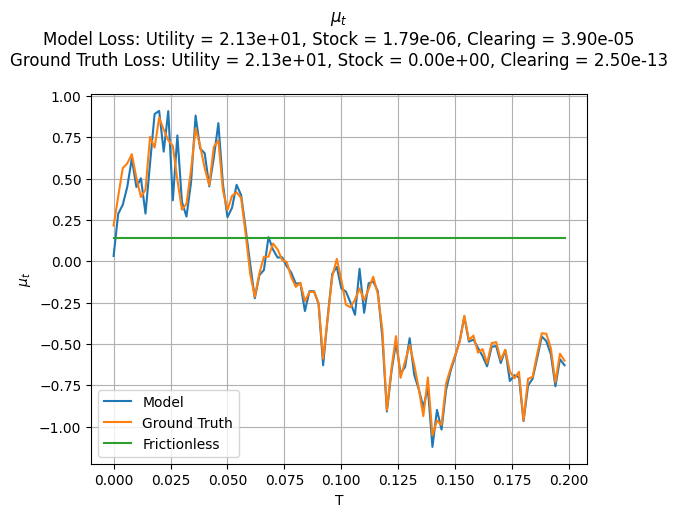 μt
Model Loss: Utility = 2.13e+01, Stock = 1.79e-06, Clearing = 3.90e-05
Ground Truth Loss: Utility = 2.13e+01, Stock = 0.00e+00, Clearing = 2.50e-13
1.00
0.75
0.50
0.25
0.00
−0.25
−0.50
−0.75
−1.00
μt
Model
Ground Truth
Frictionless
0.000 0.025 0.050 0.075 0.100 0.125 0.150 0.175 0.200
T